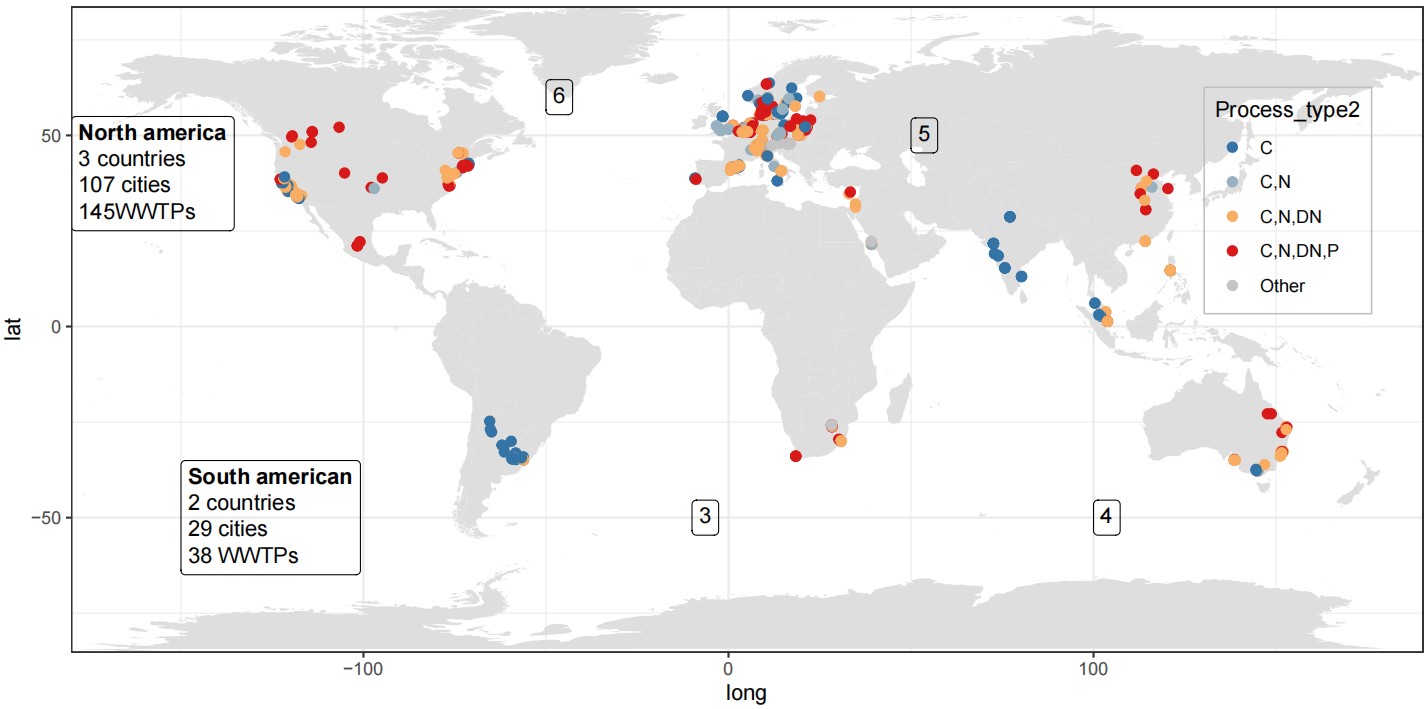 6
North america
3 countries
107 cities
145WWTPs
5
Process_type2
C
C,N
C,N,DN
C,N,DN,P
Other
South american
2 countries
29 cities
38 WWTPs
3
4
50
0
−50
lat
−100
0
100
long